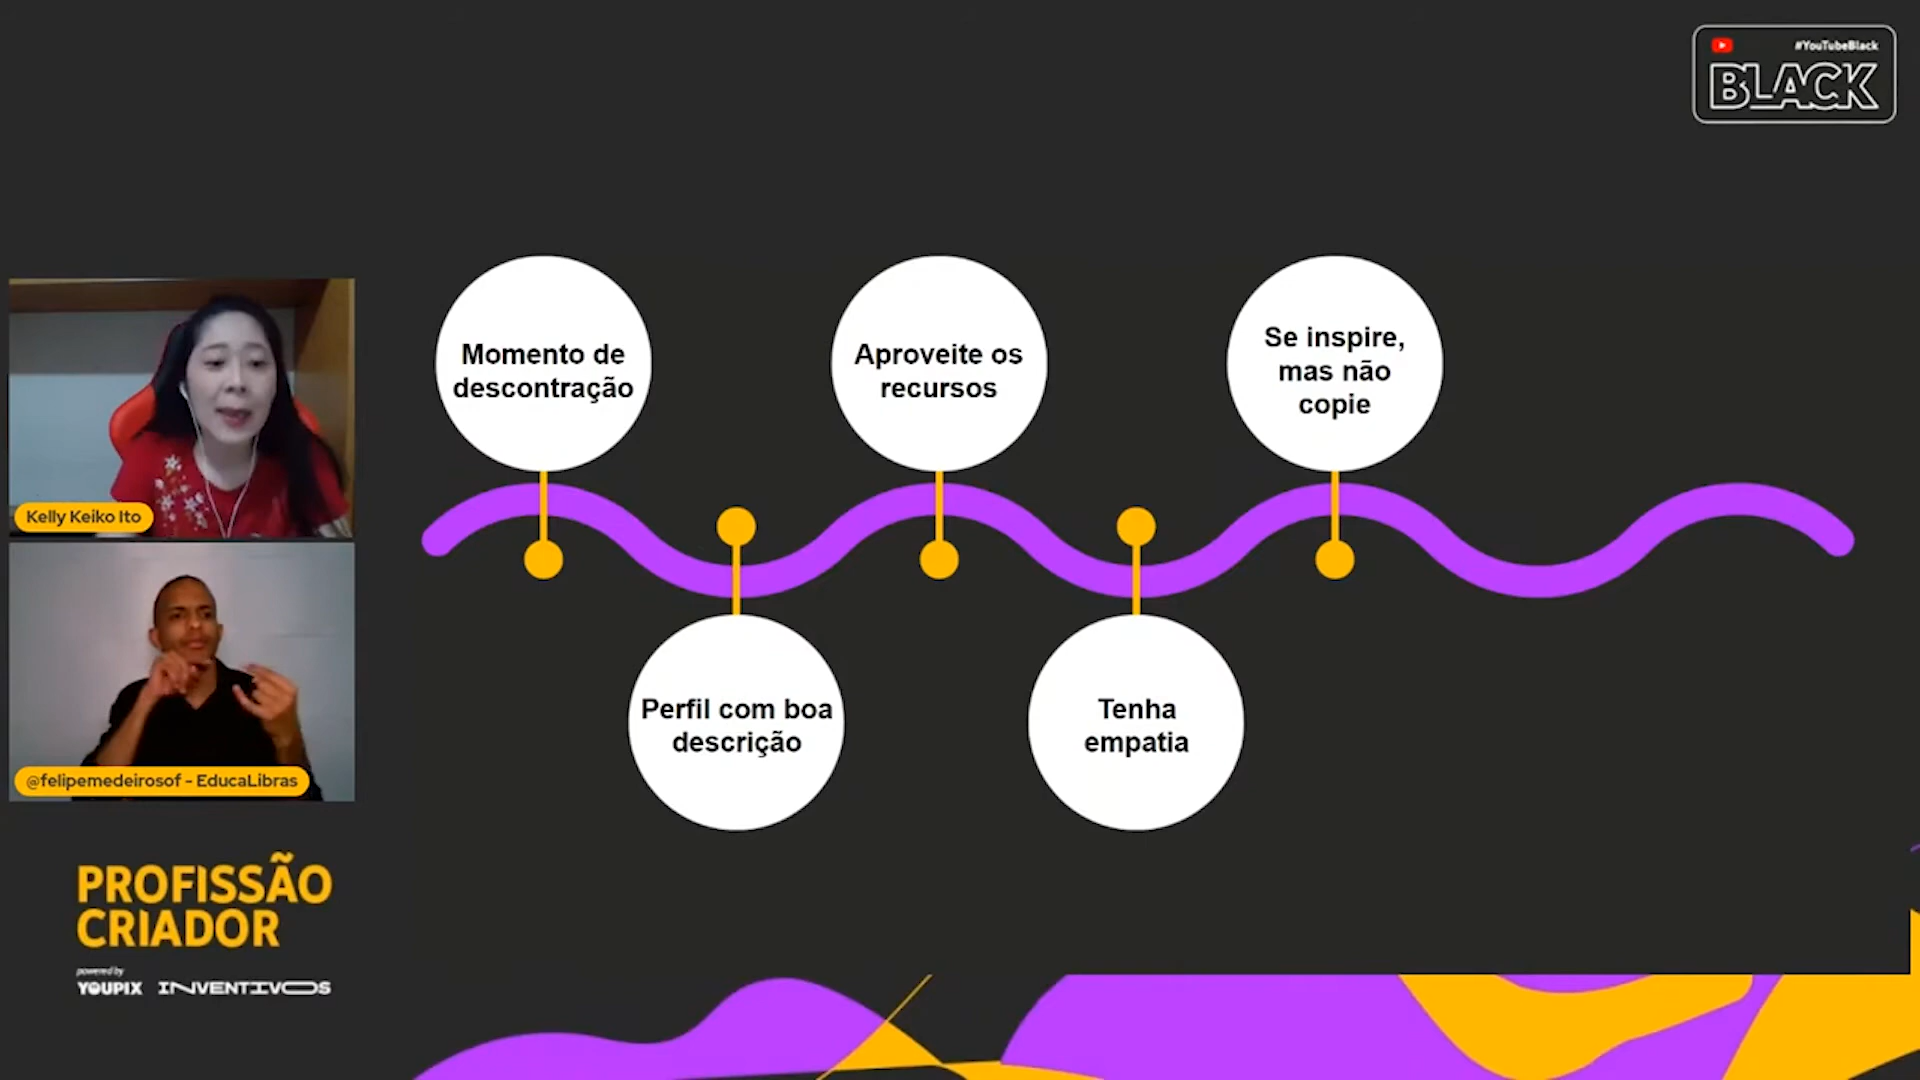 #YouTubeBlack
BLACK
Momento de
descontração
Aproveite os
recursos
Se inspire,
mas não
copie
Kelly Keiko Ito
Perfil com boa
descrição
Tenha
empatia
@felipemedeirosof - EducaLibras
PROFISSÃO
CRIADOR
powered by
YOUPIX INVENTIVOS